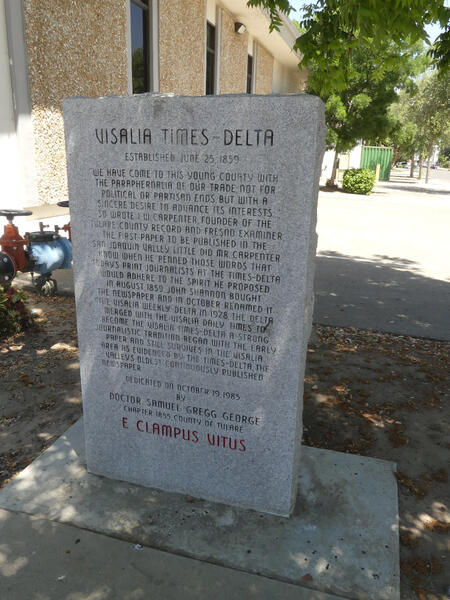 VISALIA TIMES-DELTA
ESTABLISHED JUNE 25, 1859
WE HAVE COME TO THIS YOUNG COUNTY WITH
THE PARAPHERNALIA OF OUR TRADE, NOT FOR
POLITICAL OR PARTISAN ENDS, BUT WITH A
SINCERE DESIRE TO ADVANCE ITS INTERESTS.
SO WROTE I. W. CARPENTER, FOUNDER OF THE
TULARE COUNTY RECORD AND FRESNO EXAMINER
THE FIRST PAPER TO BE PUBLISHED IN THE
SAN JOAQUIN VALLEY. LITTLE DID MR. CARPENTER
KNOW WHEN HE PENNED THOSE WORDS THAT
TODAYS PRINT JOURNALISTS AT THE TIMES-DELTA
WOULD ADHERE TO THE SPIRIT HE PROPOSED
IN AUGUST 1859 JOHN SHANNON BOUGHT
THE NEWSPAPER AND IN OCTOBER RENAMED IT
THE VISALIA WEEKLY DELTA. IN 1928, THE DELTA
MERGED WITH THE VISALIA DAILY TIMES TO
BECOME THE VISALIA TIMES-DELTA. A STRONG
JOURNALISTIC TRADITION BEGAN WITH THE EARLY
PAPER AND STILL SURVIVES IN THE VISALIA
AREA AS EVIDENCED BY THE TIMES-DELTA, THE
VALLEYS OLDEST CONTINUOUSLY PUBLISHED
NEWSPAPER
DEDICATED ON OCTOBER 19, 1985
BY
DOCTOR SAMUEL GREGG GEORGE
CHAPTER 1855, COUNTY OF TULARE
E CLAMPUS VITUS